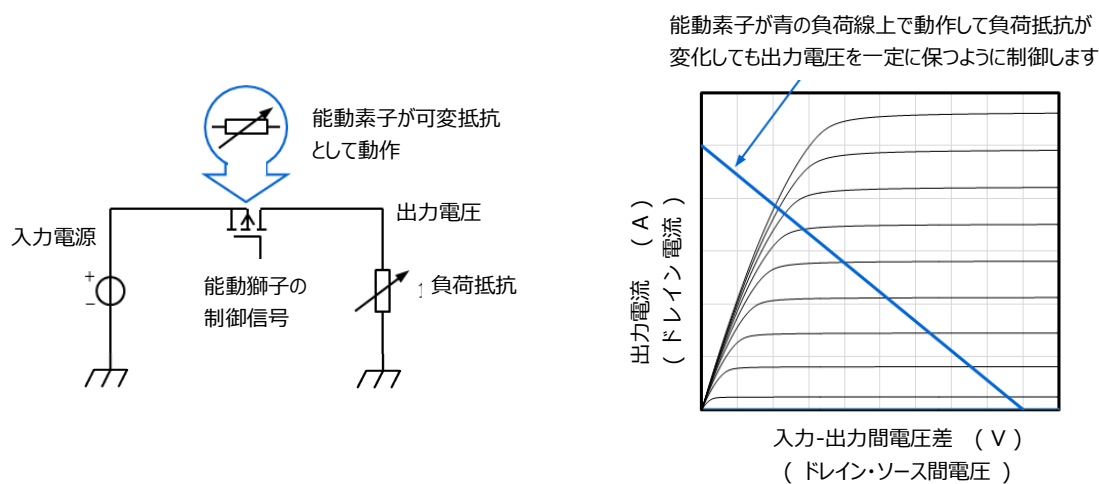 能動素子が青の負荷線上で動作して負荷抵抗が
変化しても出力電圧を一定に保つように制御します
能動素子が可変抵抗
として動作
入力電源
+
−
出力電圧
能動獅子の
制御信号
負荷抵抗
出力電流 （A）
（ドレイン電流）
入力-出力間電圧差 （V）
（ ドレイン・ソース間電圧 ）